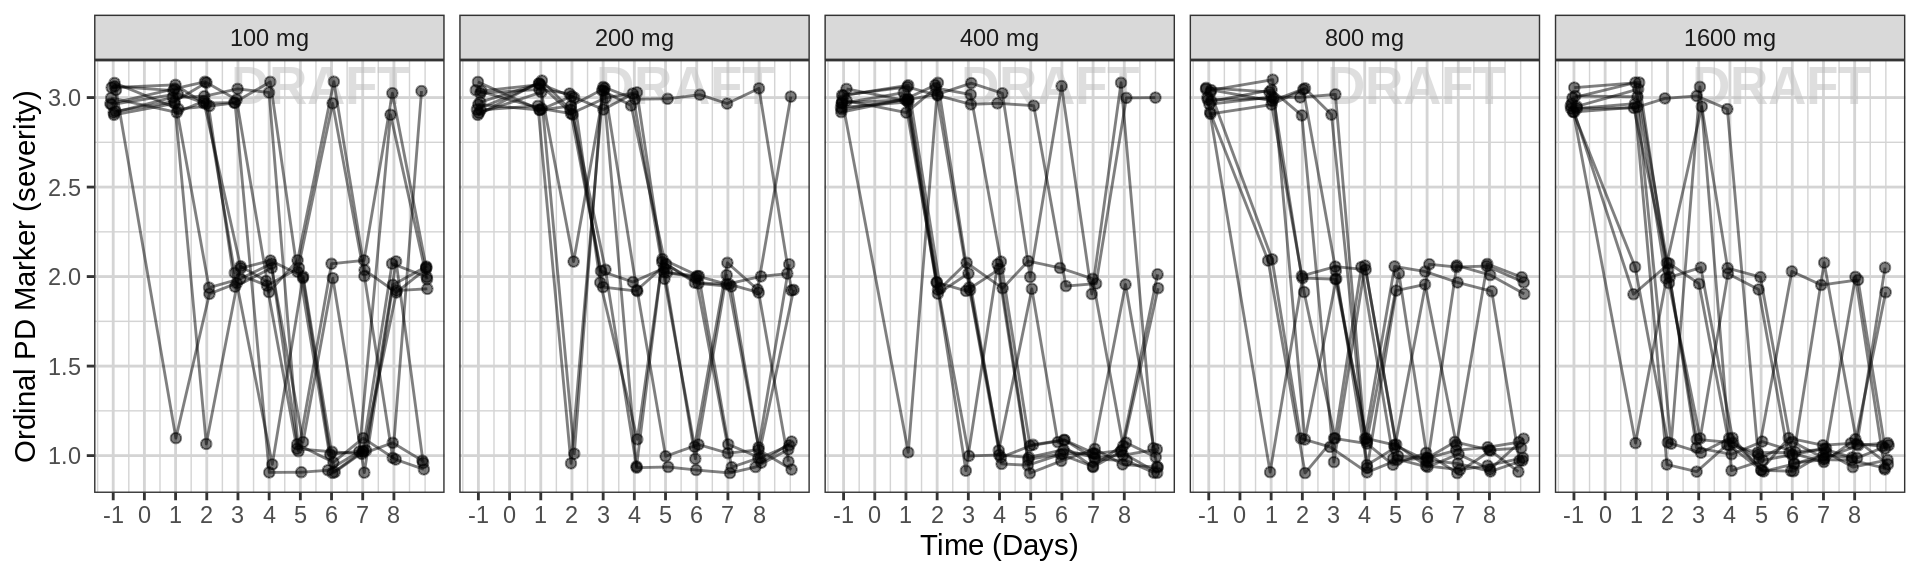 100 mg 200 mg 400 mg 800 mg 1600 mg
DRAFT DRAFT DRAFT DRAFT DRAFT
Ordinal PD Marker (severity)
3.0
2.5
2.0
1.5
1.0
-1 0 1 2 3 4 5 6 7 8 -1 0 1 2 3 4 5 6 7 8 -1 0 1 2 3 4 5 6 7 8 -1 0 1 2 3 4 5 6 7 8 -1 0 1 2 3 4 5 6 7 8
Time (Days)